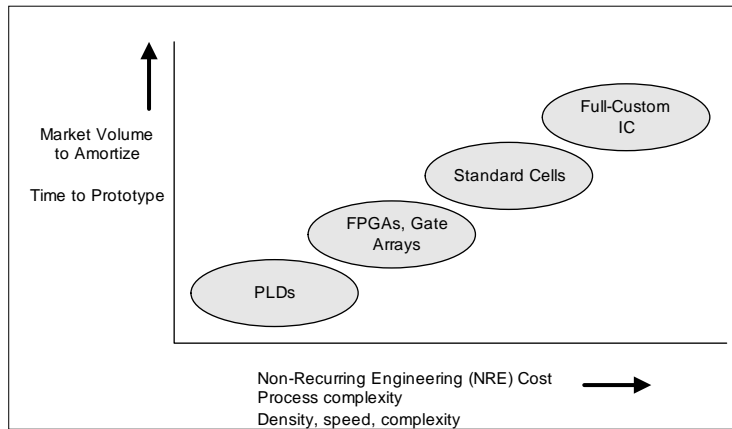 Market Volume
to Amortize
Time to Prototype
Full-Custom
IC
Standard Cells
FPGAs, Gate
Arrays
PLDs
Non-Recurring Engineering (NRE) Cost
Process complexity
Density, speed, complexity